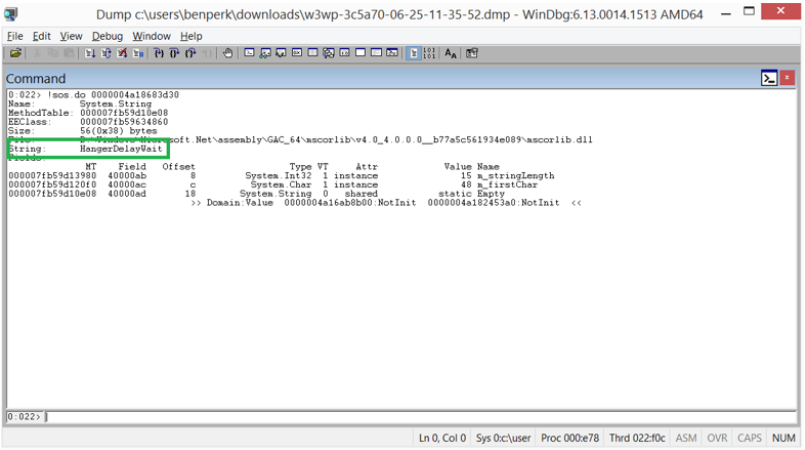 Dump c:\users\benperk\downloads\w3wp-3c5a70-06-25-11-35-52.dmp - WinDbg:6.13.0014.1513 AMD64
File Edit View Debug Window Help
Command
0:022> !sos.do 0000004a18683d30
Name: System.String
MethodTable: 000007fb59d10e08
EEClass: 000007fb59634860
Size: 56(0x38) bytes
File: D:\Windows\Microsoft.Net\assembly\GAC_64\mscorlib\v4.0_4.0.0.0__b77a5c561934e089\mscorlib.dll
String: HangerDelayWait
Fields:
MT Field Offset Type VT Attr Value Name
000007fb59d13980 40000ab 8 System.Int32 1 instance 15 m_stringLength
000007fb59d120f0 40000ac c System.Char 1 instance 48 m_firstChar
000007fb59d10e08 40000ad 18 System.String 0 shared static Empty
>> Domain:Value 0000004a16ab8b00:NotInit 0000004a182453a0:NotInit <<
0:022>
Ln 0, Col 0 Sys 0:c:\user Proc 000:e78 Thrd 022:f0c ASM OVR CAPS NUM